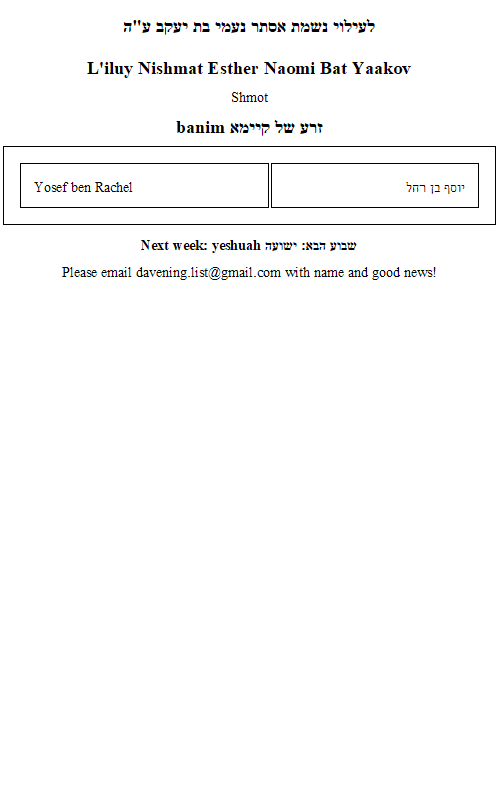 לעילוי נשמת אסתר נעמי בת יעקב ע"ה
L'iluy Nishmat Esther Naomi Bat Yaakov
Shmot
banim זרע של קיימא
Yosef ben Rachel יוסף בן רחל
Next week: yeshuah שבוע הבא: ישועה
Please email davening.list@gmail.com with name and good news!